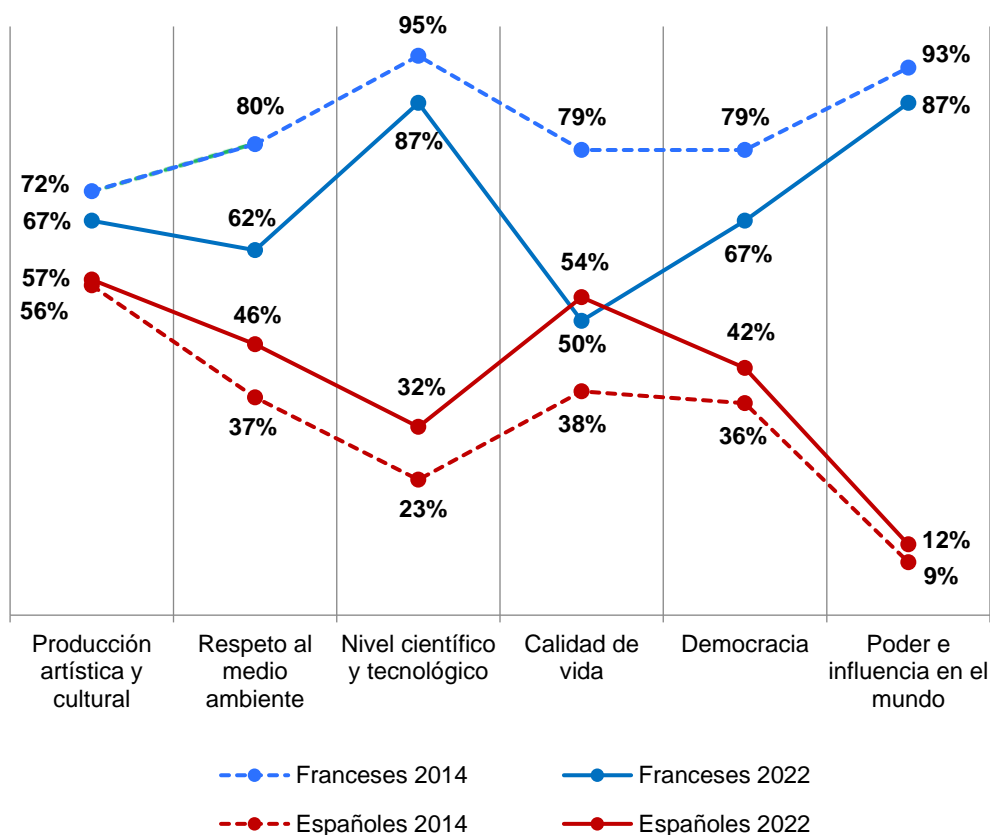 95%
93%
80%
79%
79%
87%
87%
72%
67%
62%
67%
57%
54%
56%
46%
50%
42%
32%
37%
38%
36%
23%
12%
9%
Producción
artística y
cultural
Respeto al
medio
ambiente
Nivel científico
y tecnológico
Calidad de
vida
Democracia
Poder e
influencia en el
mundo
Franceses 2014
Franceses 2022
Españoles 2014
Españoles 2022